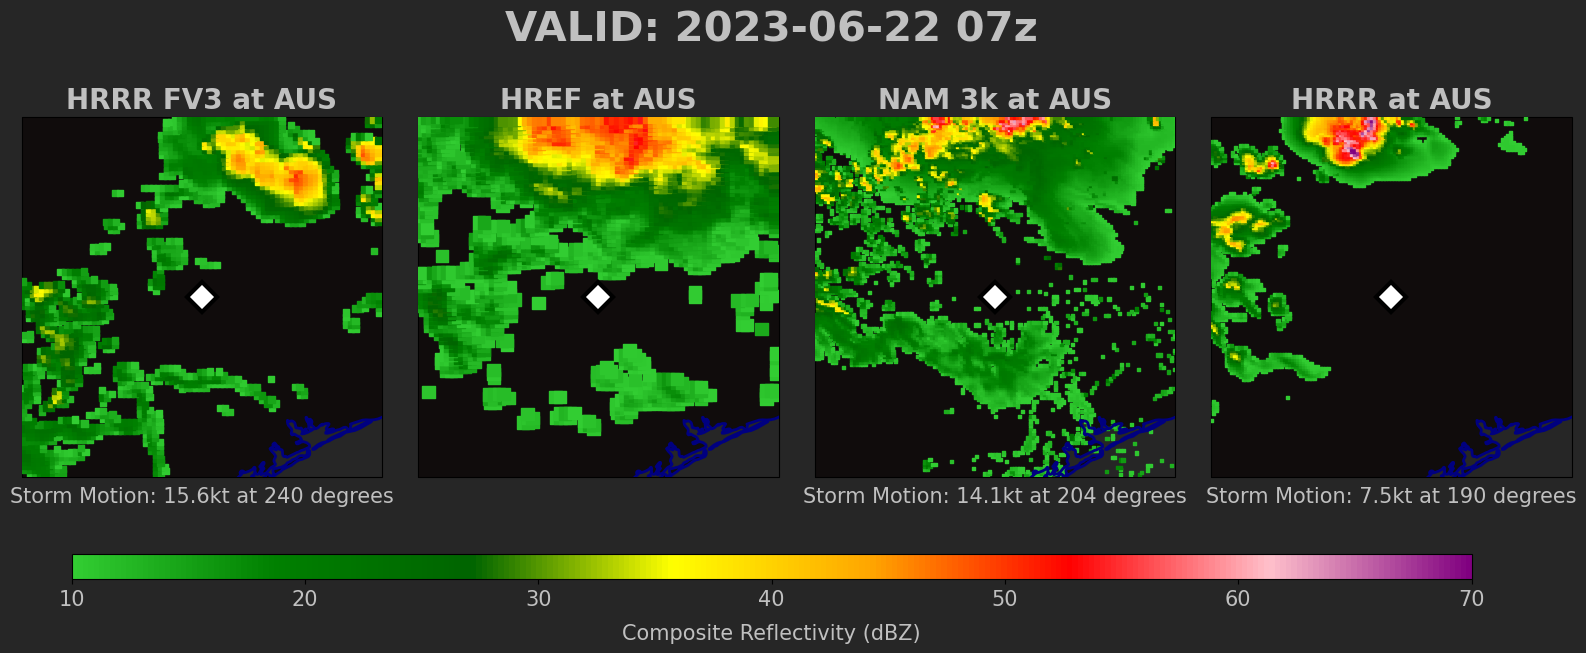 VALID: 2023-06-22 07z
HRRR FV3 at AUS
HREF at AUS
NAM 3k at AUS
HRRR at AUS
Storm Motion: 15.6kt at 240 degrees
Storm Motion: 14.1kt at 204 degrees
Storm Motion: 7.5kt at 190 degrees
10 20 30 40 50 60 70
Composite Reflectivity (dBZ)